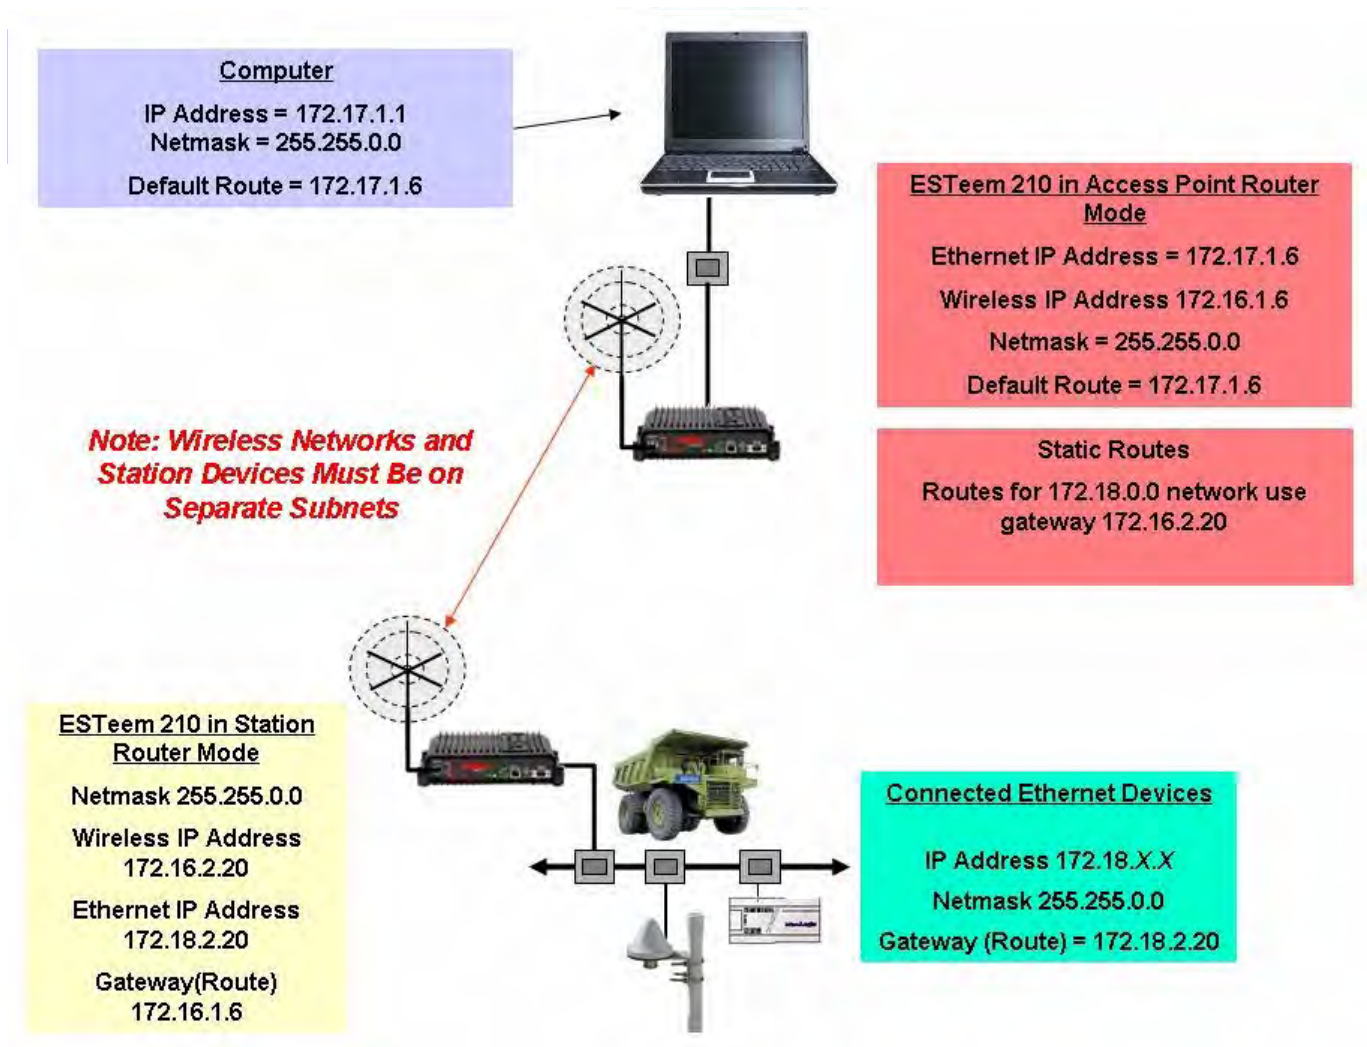 Computer
IP Address = 172.17.1.1
Netmask = 255.255.0.0
Default Route = 172.17.1.6
ESTeem 210 in Access Point Router
Mode
Ethernet IP Address = 172.17.1.6
Wireless IP Address 172.16.1.6
Netmask = 255.255.0.0
Default Route = 172.17.1.6
Static Routes
Routes for 172.18.0.0 network use
gateway 172.16.2.20
Note: Wireless Networks and
Station Devices Must Be on
Separate Subnets
ESTeem 210 in Station
Router Mode
Netmask 255.255.0.0
Wireless IP Address
172.16.2.20
Ethernet IP Address
172.18.2.20
Gateway(Route)
172.16.1.6
Connected Ethernet Devices
IP Address 172.18.X.X
Netmask 255.255.0.0
Gateway (Route) = 172.18.2.20